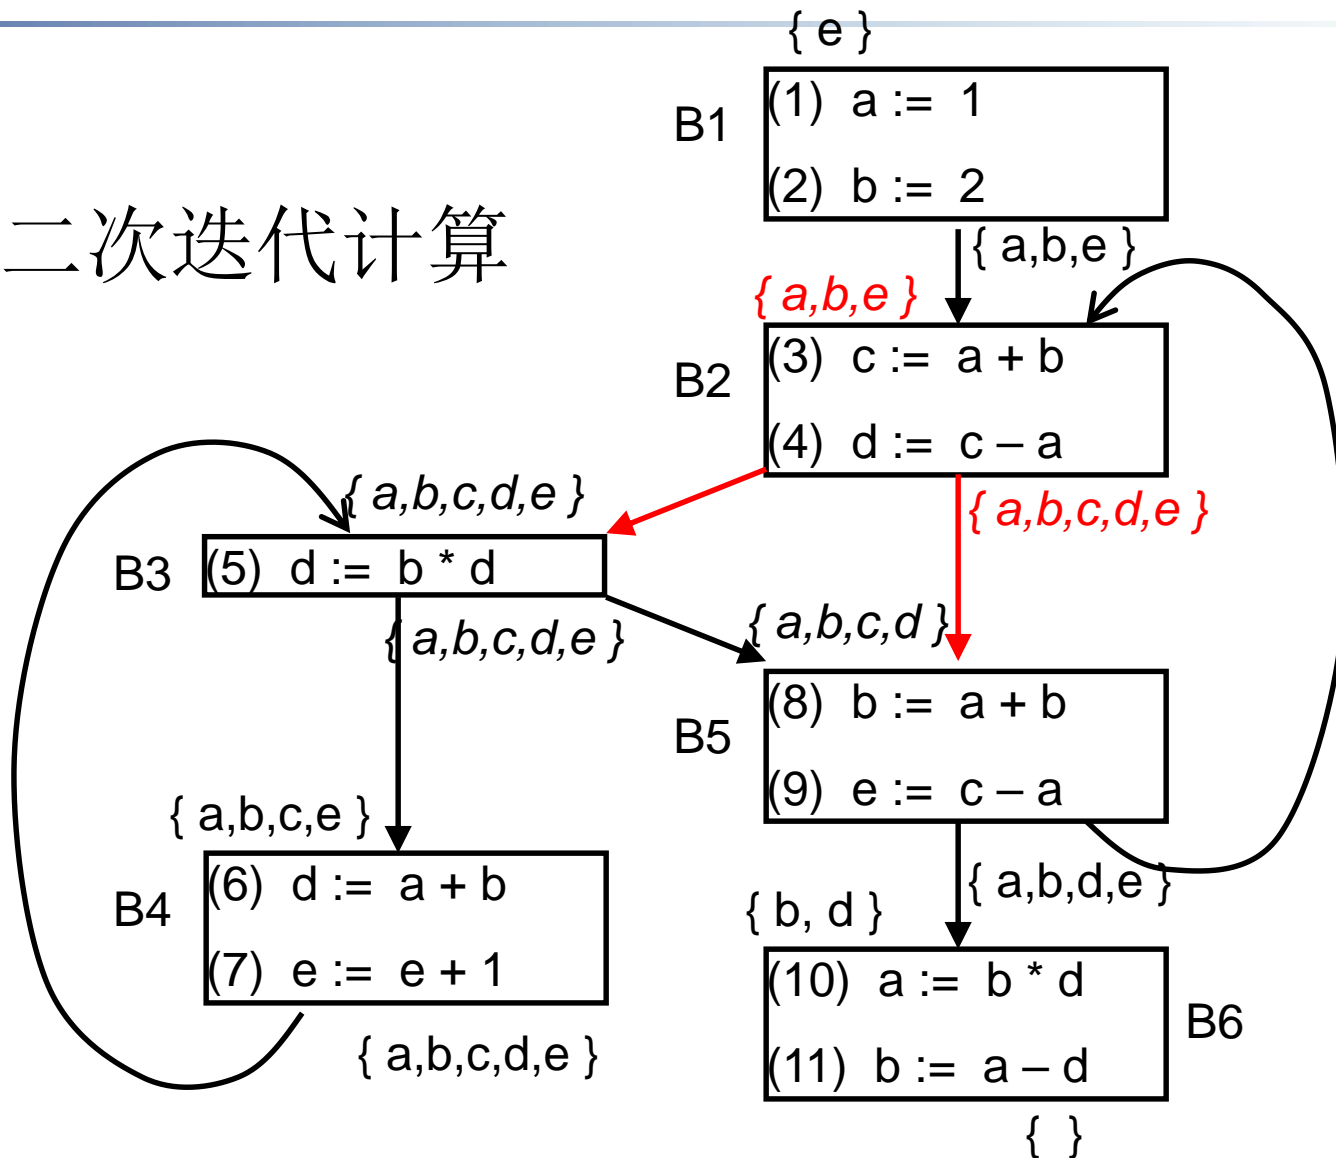 { e }
B1
(1) a := 1
(2) b := 2
二次迭代计算
{ a,b,e }
{ a,b,e }
B2
(3) c := a + b
(4) d := c – a
{ a,b,c,d,e }
{ a,b,c,d,e }
B3
(5) d := b * d
{ a,b,c,d,e }
{ a,b,c,d }
B5
(8) b := a + b
(9) e := c – a
{ a,b,c,e }
B4
(6) d := a + b
(7) e := e + 1
{ a,b,c,d,e }
{ a,b,d,e }
{ b, d }
(10) a := b * d
(11) b := a – d
B6
{ }